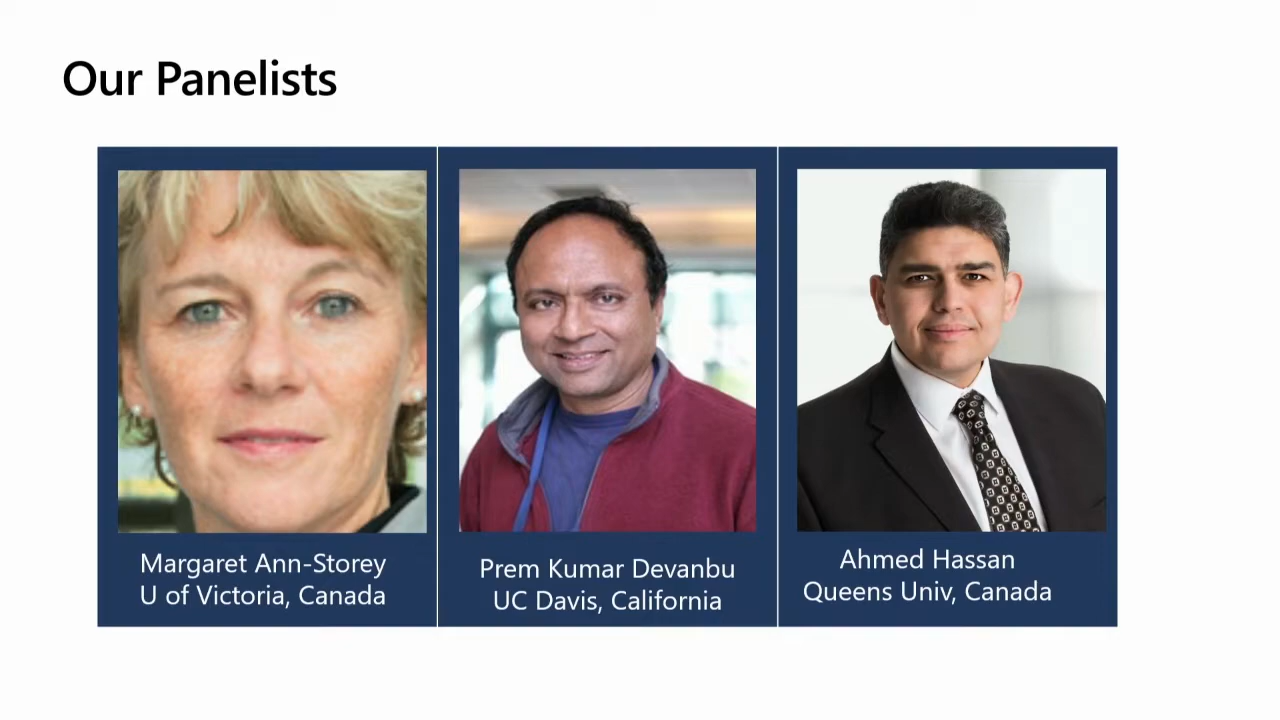 Our Panelists
Margaret Ann-Storey
U of Victoria, Canada
Prem Kumar Devanbu
UC Davis, California
Ahmed Hassan
Queens Univ, Canada